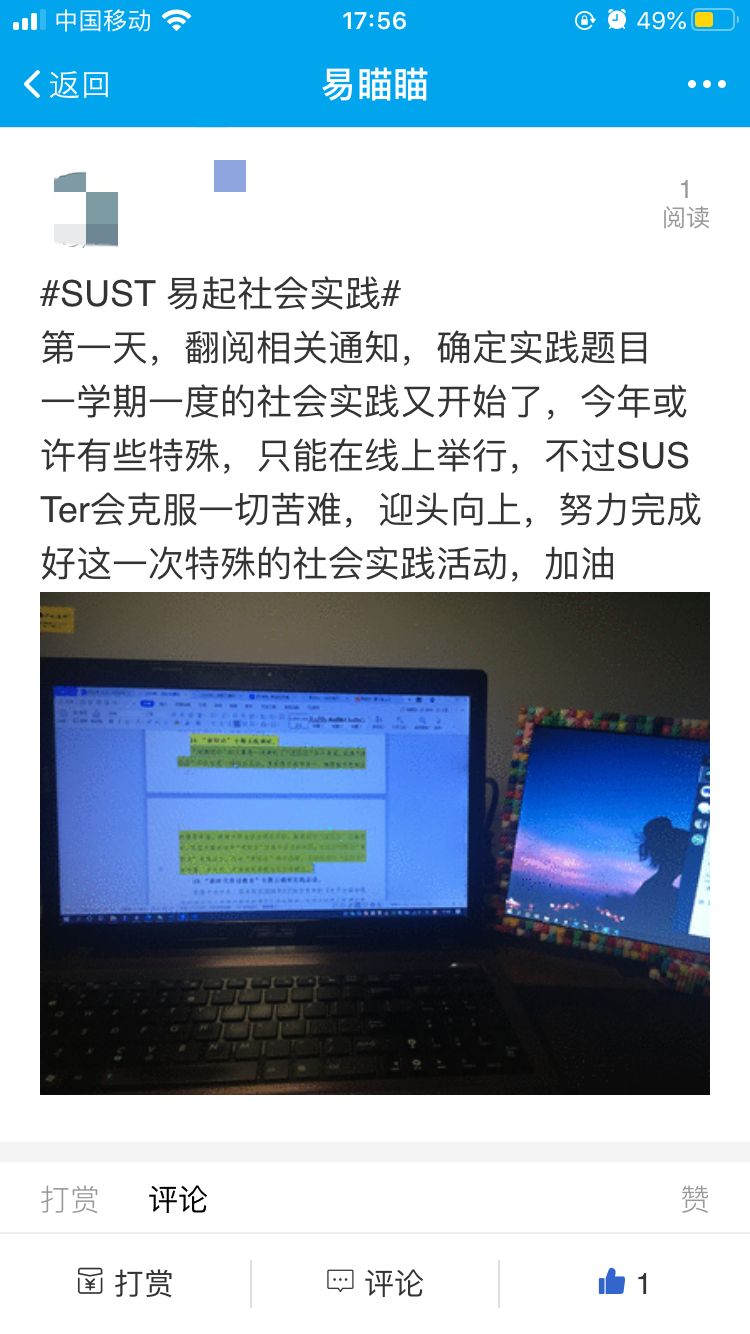 中国移动 17:56 49%
返回 易瞄瞄
1
阅读
#SUST 易起社会实践#
第一天，翻阅相关通知，确定实践题目
一学期一度的社会实践又开始了，今年或
许有些特殊，只能在线上举行，不过SUS
Ter会克服一切苦难，迎头向上，努力完成
好这一次特殊的社会实践活动，加油
打赏 评论 赞
打赏 评论 1